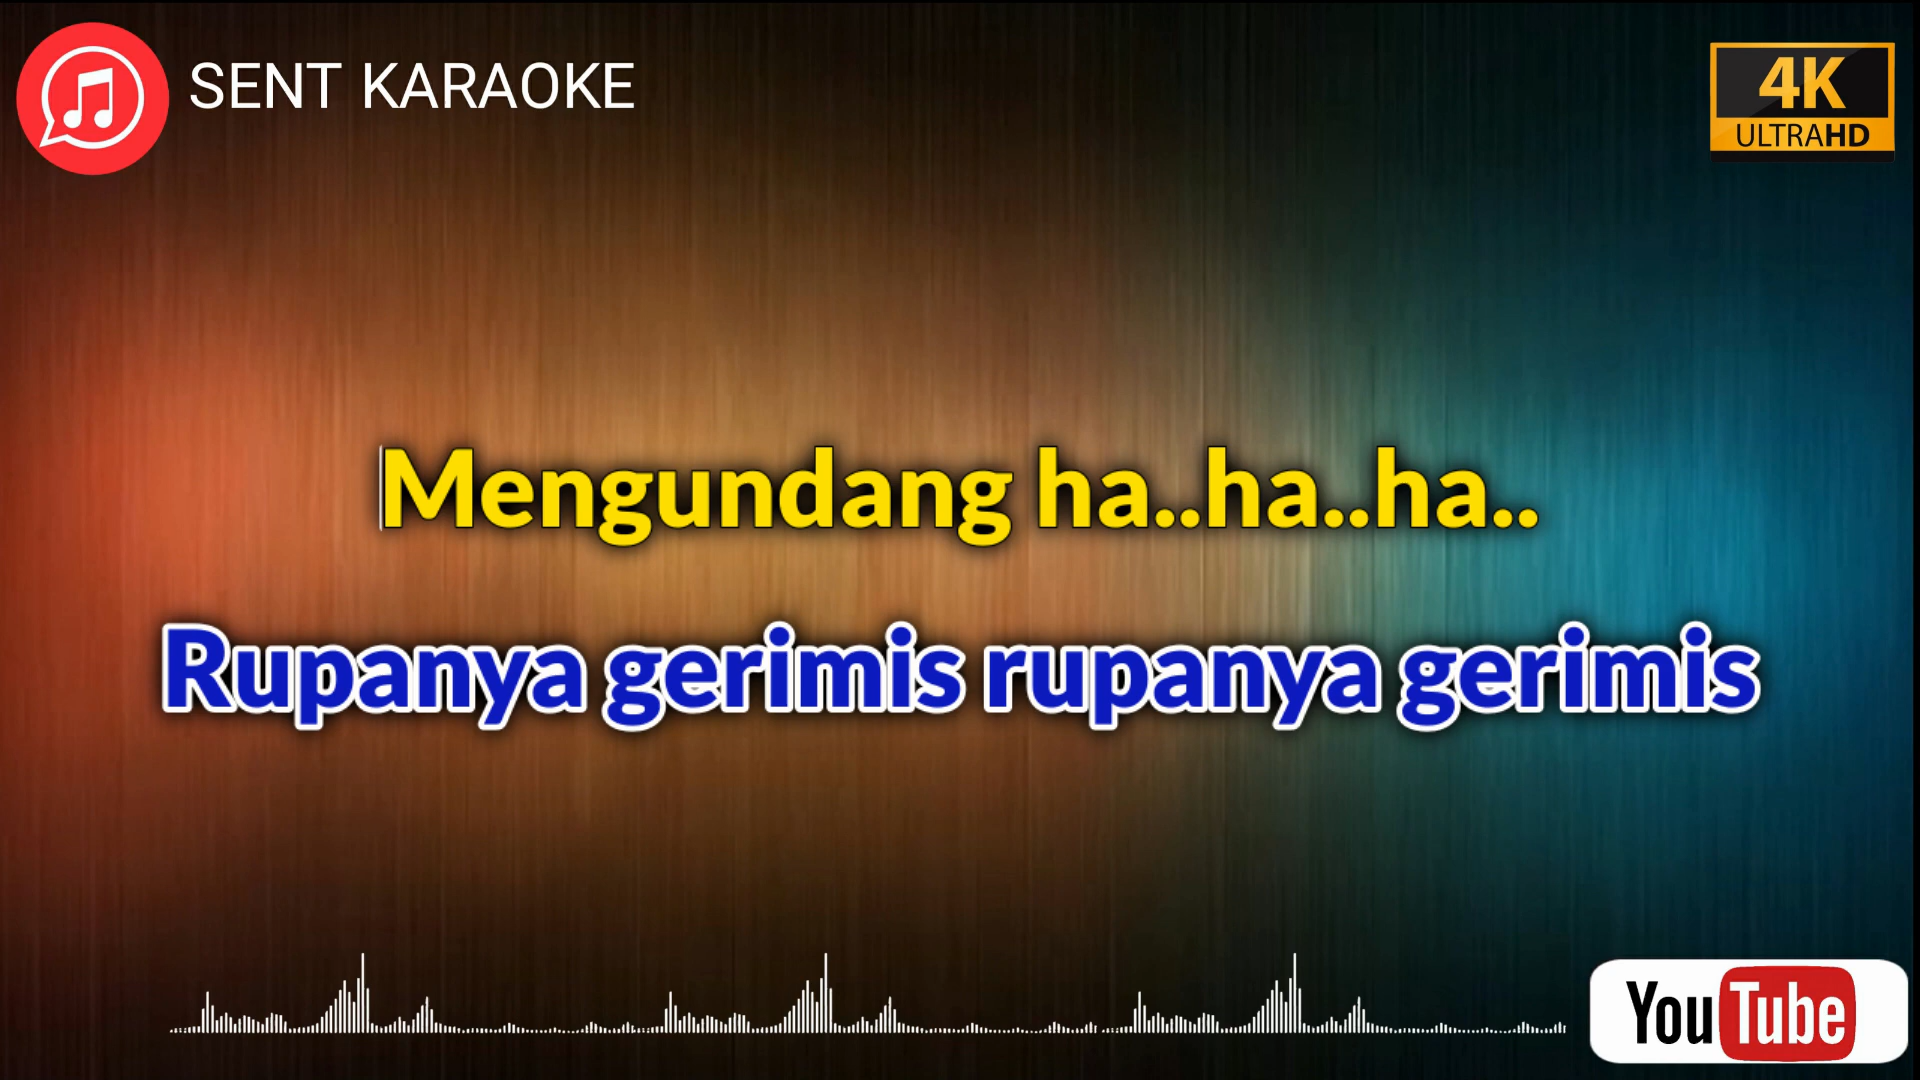 SENT KARAOKE
4K
ULTRAHD
Mengundang ha..ha..ha..
Rupanya gerimis rupanya gerimis
YouTube